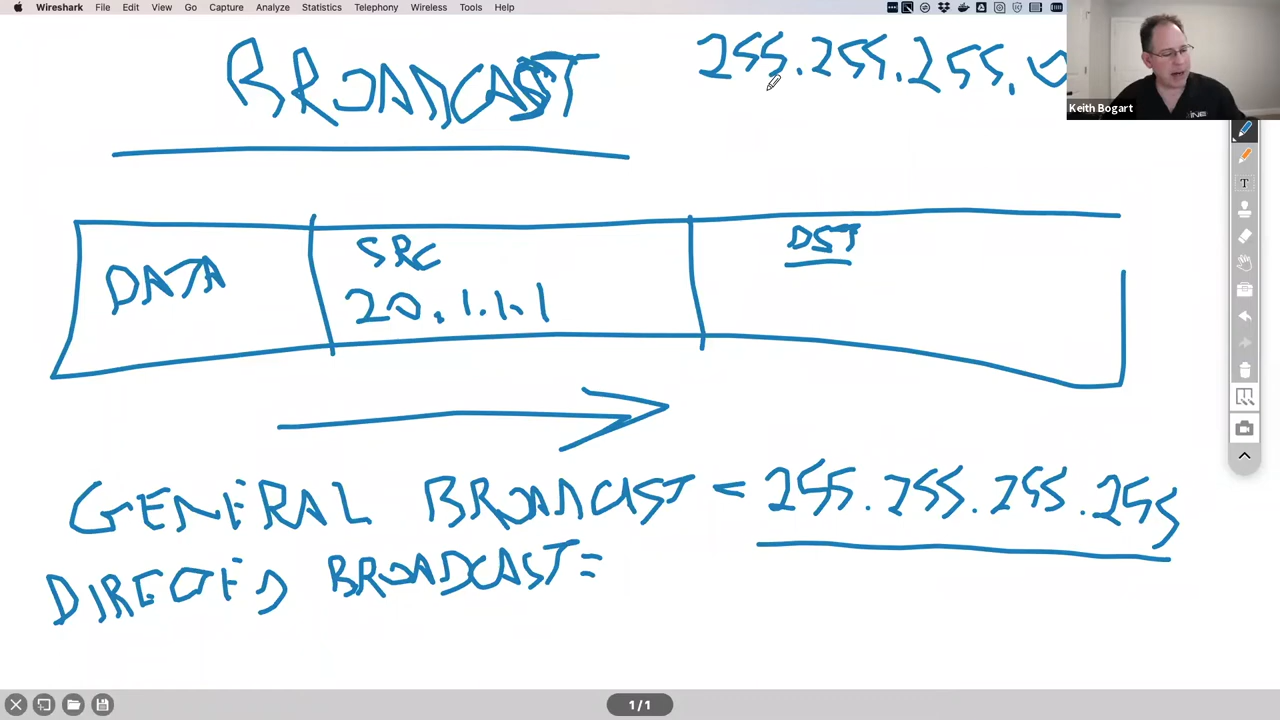 Wireshark File Edit View Go Capture Analyze Statistics Telephony Wireless Tools Help
BROADCAST
255.255.255.0
Keith Bogart
INE
T
DATA
SRC
20.1.1.1
DST
GENERAL BROADCAST = 255.255.255.255
DIRECTED BROADCAST =
1/1